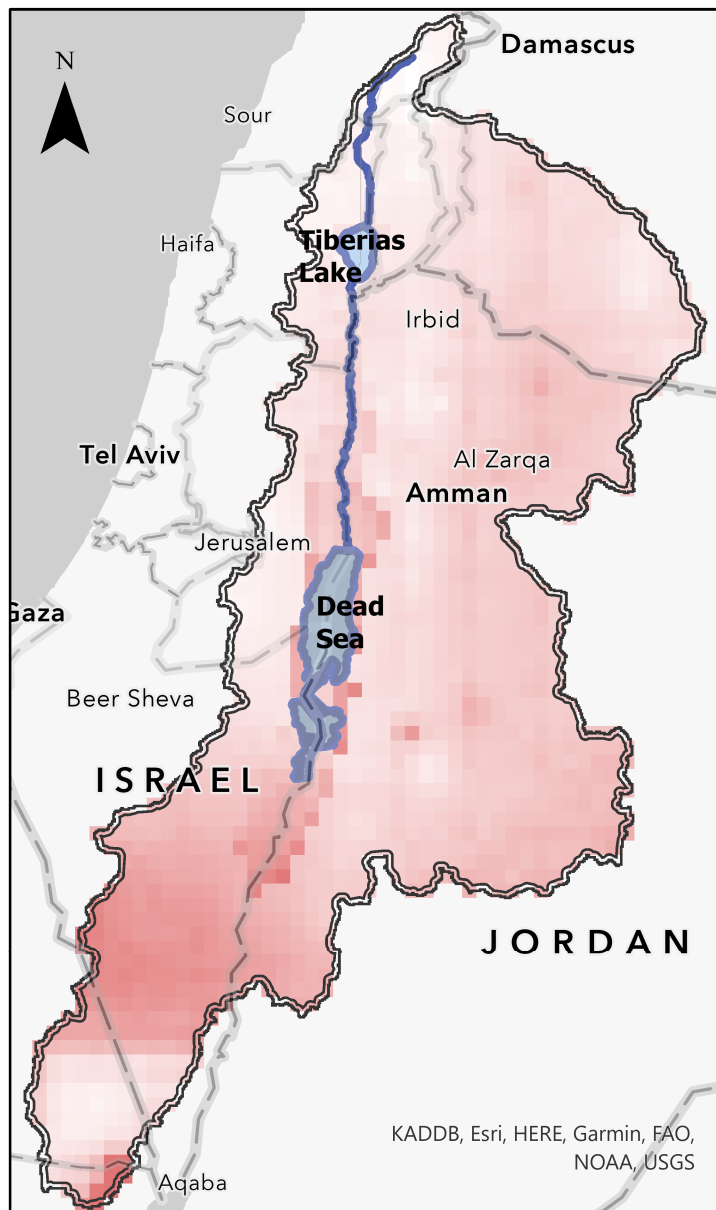 Damascus
N
Sour
Tiberias
Lake
Haifa
Irbid
Tel Aviv
Al Zarqa
Amman
Jerusalem
Dead
Sea
Gaza
Beer Sheva
ISRAEL
JORDAN
KADDB, Esri, HERE, Garmin, FAO,
NOAA, USGS
Aqaba